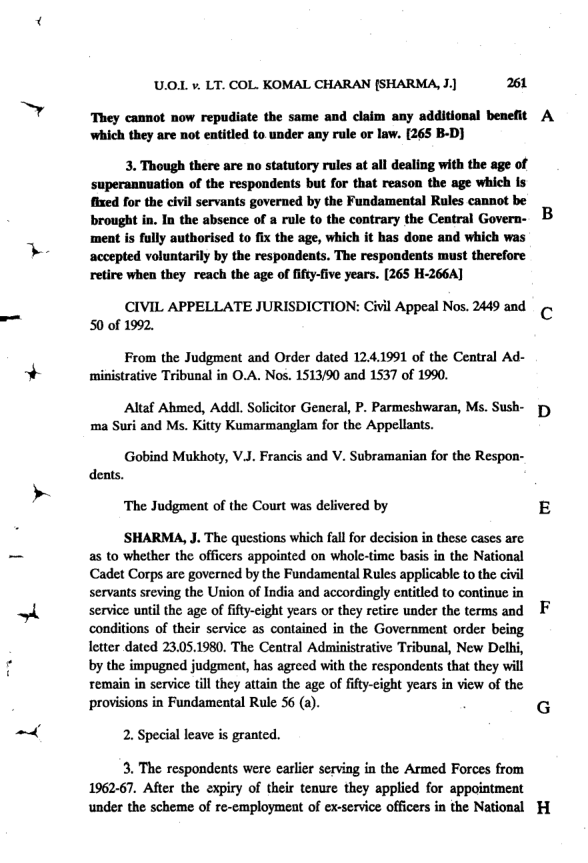 U.O.I. v. LT. COL. KOMAL CHARAN [SHARMA, J.] 261
They cannot now repudiate the same and claim any additional benefit A
which they are not entitled to under any rule or law. [265 B-D]
3. Though there are no statutory rules at all dealing with the age of
superannuation of the respondents but for that reason the age which is
fixed for the civil servants governed by the Fundamental Rules cannot be
brought in. In the absence of a rule to the contrary the Central Govern- B
ment is fully authorised to fix the age, which it has done and which was
accepted voluntarily by the respondents. The respondents must therefore
retire when they reach the age of fifty-five years. [265 H-266A]
CIVIL APPELLATE JURISDICTION: Civil Appeal Nos. 2449 and C
50 of 1992.
From the Judgment and Order dated 12.4.1991 of the Central Ad-
ministrative Tribunal in O.A. Nos. 1513/90 and 1537 of 1990.
Altaf Ahmed, Addl. Solicitor General, P. Parmeshwaran, Ms. Sush- D
ma Suri and Ms. Kitty Kumarmanglam for the Appellants.
Gobind Mukhoty, V.J. Francis and V. Subramanian for the Respon-
dents.
The Judgment of the Court was delivered by E
SHARMA, J. The questions which fall for decision in these cases are
as to whether the officers appointed on whole-time basis in the National
Cadet Corps are governed by the Fundamental Rules applicable to the civil
servants sreving the Union of India and accordingly entitled to continue in
service until the age of fifty-eight years or they retire under the terms and F
conditions of their service as contained in the Government order being
letter dated 23.05.1980. The Central Administrative Tribunal, New Delhi,
by the impugned judgment, has agreed with the respondents that they will
remain in service till they attain the age of fifty-eight years in view of the
provisions in Fundamental Rule 56 (a). G
2. Special leave is granted.
3. The respondents were earlier serving in the Armed Forces from
1962-67. After the expiry of their tenure they applied for appointment
under the scheme of re-employment of ex-service officers in the National H